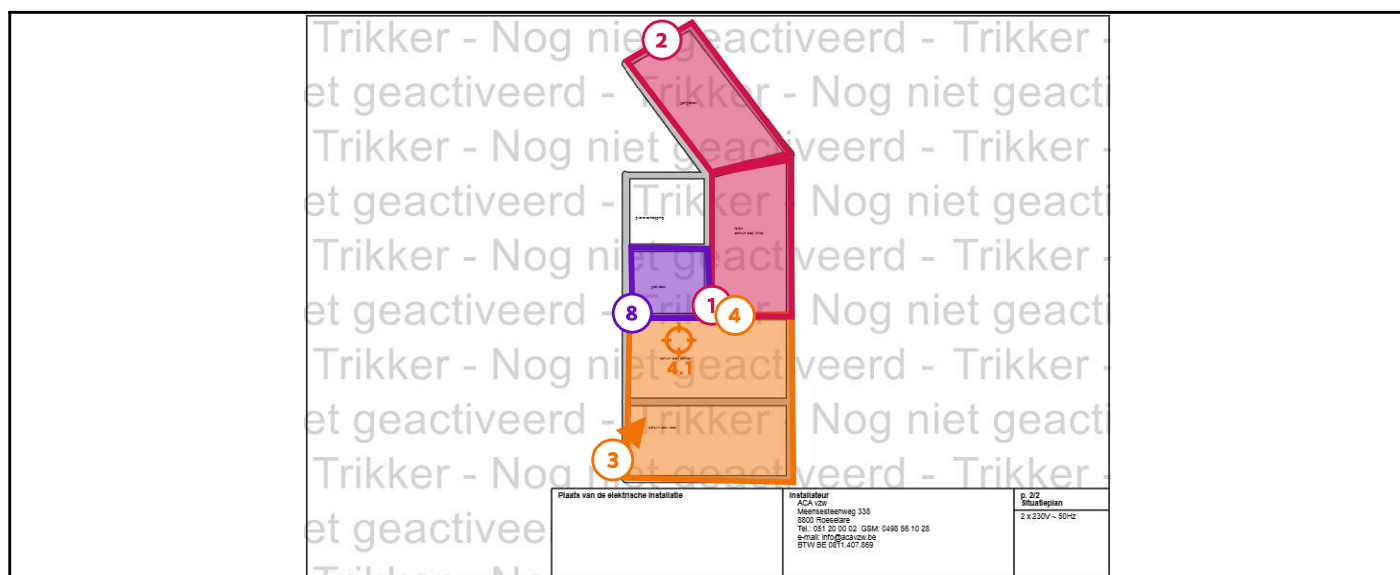 Trikker - Nog niet geactiveerd - Trikker -
2
et geactiveerd - Trikker - Nog niet geacti
golfplaten
Trikker - Nog niet geactiveerd - Trikker -
et geactiveerd - Trikker - Nog niet geacti
Trikker - Nog niet geactiveerd - Trikker -
8
1
4
et geactiveerd - Trikker - Nog niet geacti
Trikker - Nog niet geactiveerd - Trikker -
4.1
et geactiveerd - Trikker - Nog niet geacti
3
Trikker - Nog niet geactiveerd - Trikker -
Plaats van de elektrische installatie
Installateur
ACA vzw
Meensesteenweg 338
8800 Roeselare
Tel.: 051 20 00 02 GSM: 0498 56 10 28
e-mail: info@acavzw.be
BTW BE 0811.407.869
p. 2/2
Situatieplan
2 x 230V ~ 50Hz
et geactivee